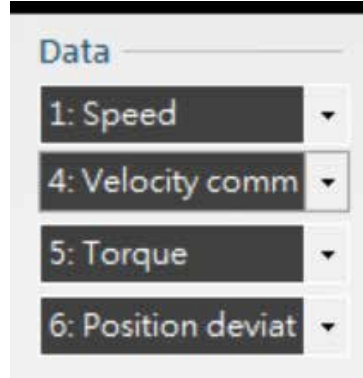 Data
1: Speed
4: Velocity comm
5: Torque
6: Position deviat